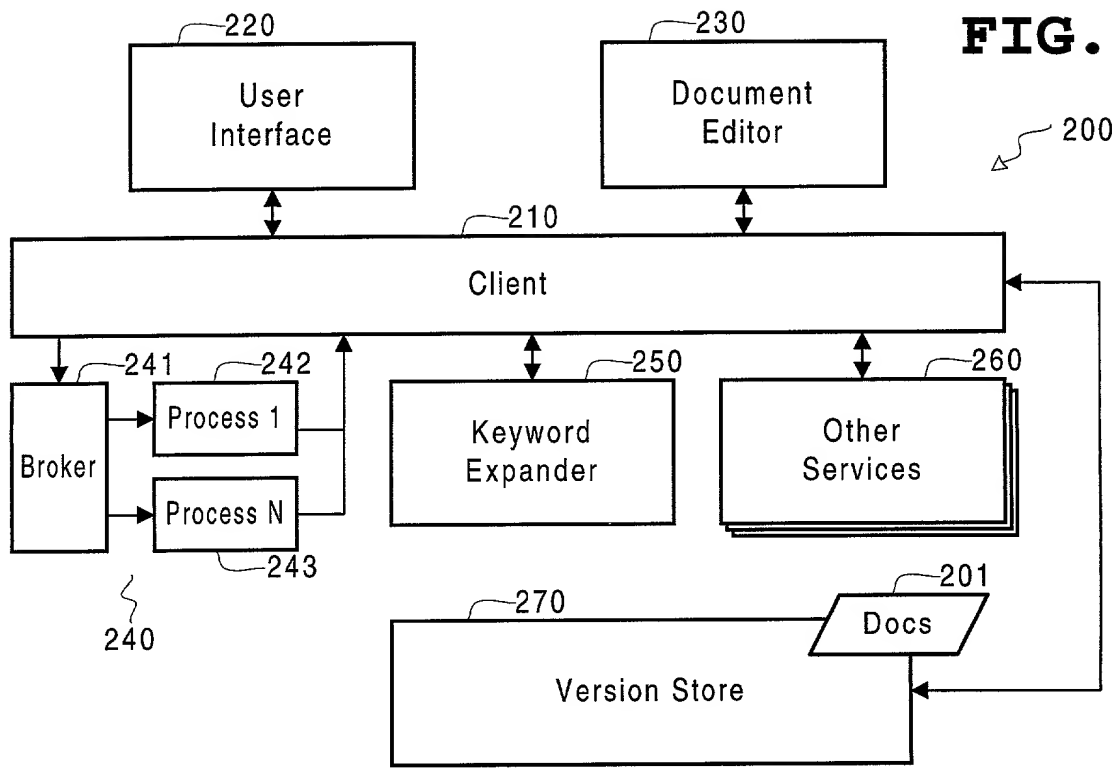 220
230
FIG.
User
Interface
Document
Editor
200
210
Client
241
242
250
260
Process 1
Broker
Keyword
Expander
Other
Services
Process N
243
240
270
201
Docs
Version Store